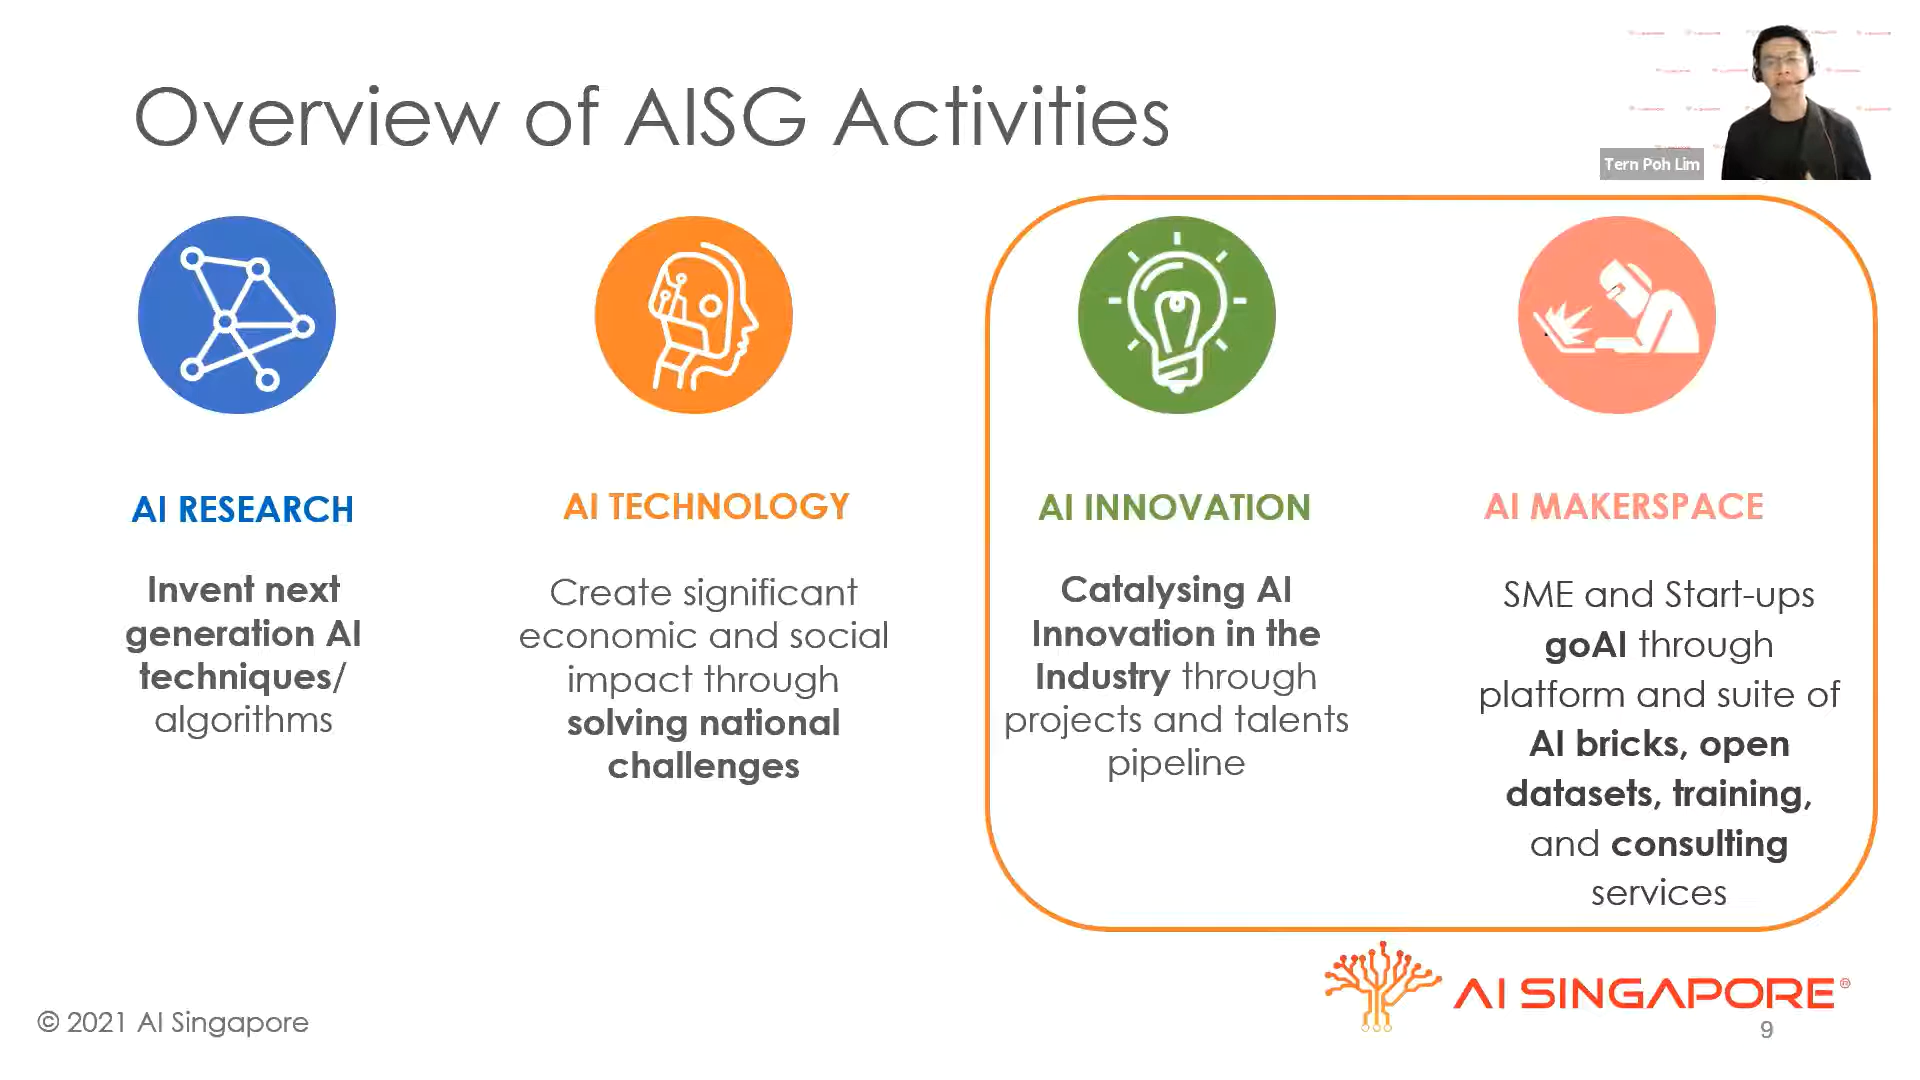 Overview of AISG Activities
Tern Poh Lim
AI RESEARCH
Invent next
generation AI
techniques/
algorithms
AI TECHNOLOGY
Create significant
economic and social
impact through
solving national
challenges
AI INNOVATION
Catalysing AI
Innovation in the
Industry through
projects and talents
pipeline
AI MAKERSPACE
SME and Start-ups
goAI through
platform and suite of
AI bricks, open
datasets, training,
and consulting
services
AI SINGAPORE®
© 2021 AI Singapore
9